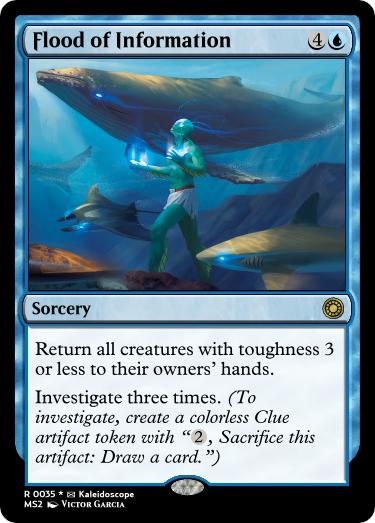 Flood of Information 4
Sorcery
Return all creatures with toughness 3
or less to their owners' hands.
Investigate three times. (To
investigate, create a colorless Clue
artifact token with “2, Sacrifice this
artifact: Draw a card.”)
R 0035 * Kaleidoscope
MS2 Victor Garcia